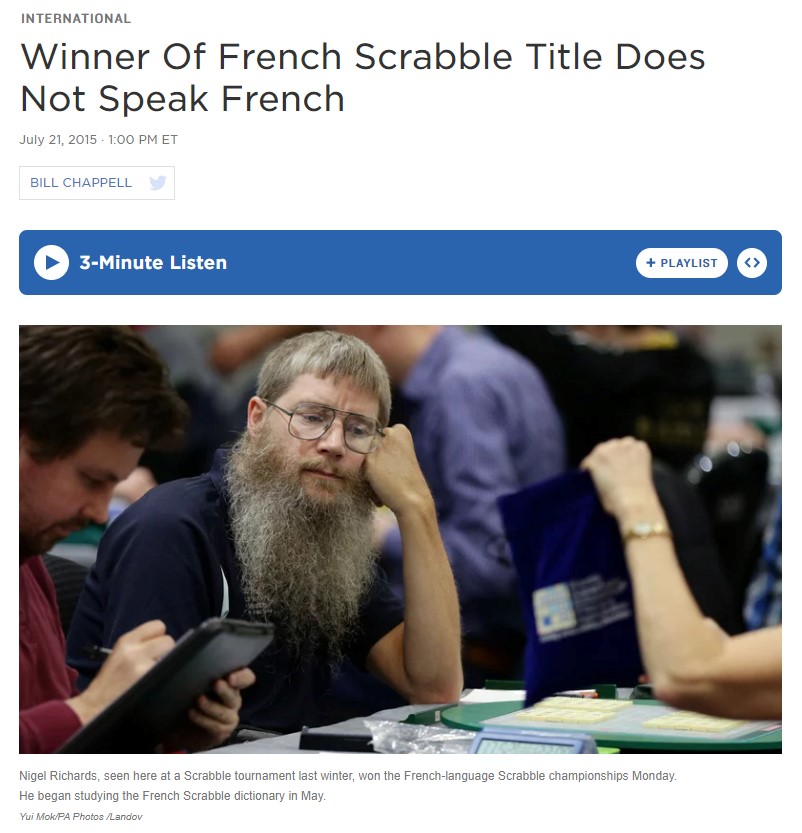 INTERNATIONAL
Winner Of French Scrabble Title Does
Not Speak French
July 21, 2015 · 1:00 PM ET
BILL CHAPPELL
3-Minute Listen
+ PLAYLIST
<>
Nigel Richards, seen here at a Scrabble tournament last winter, won the French-language Scrabble championships Monday.
He began studying the French Scrabble dictionary in May.
Yui Mok/PA Photos /Landov